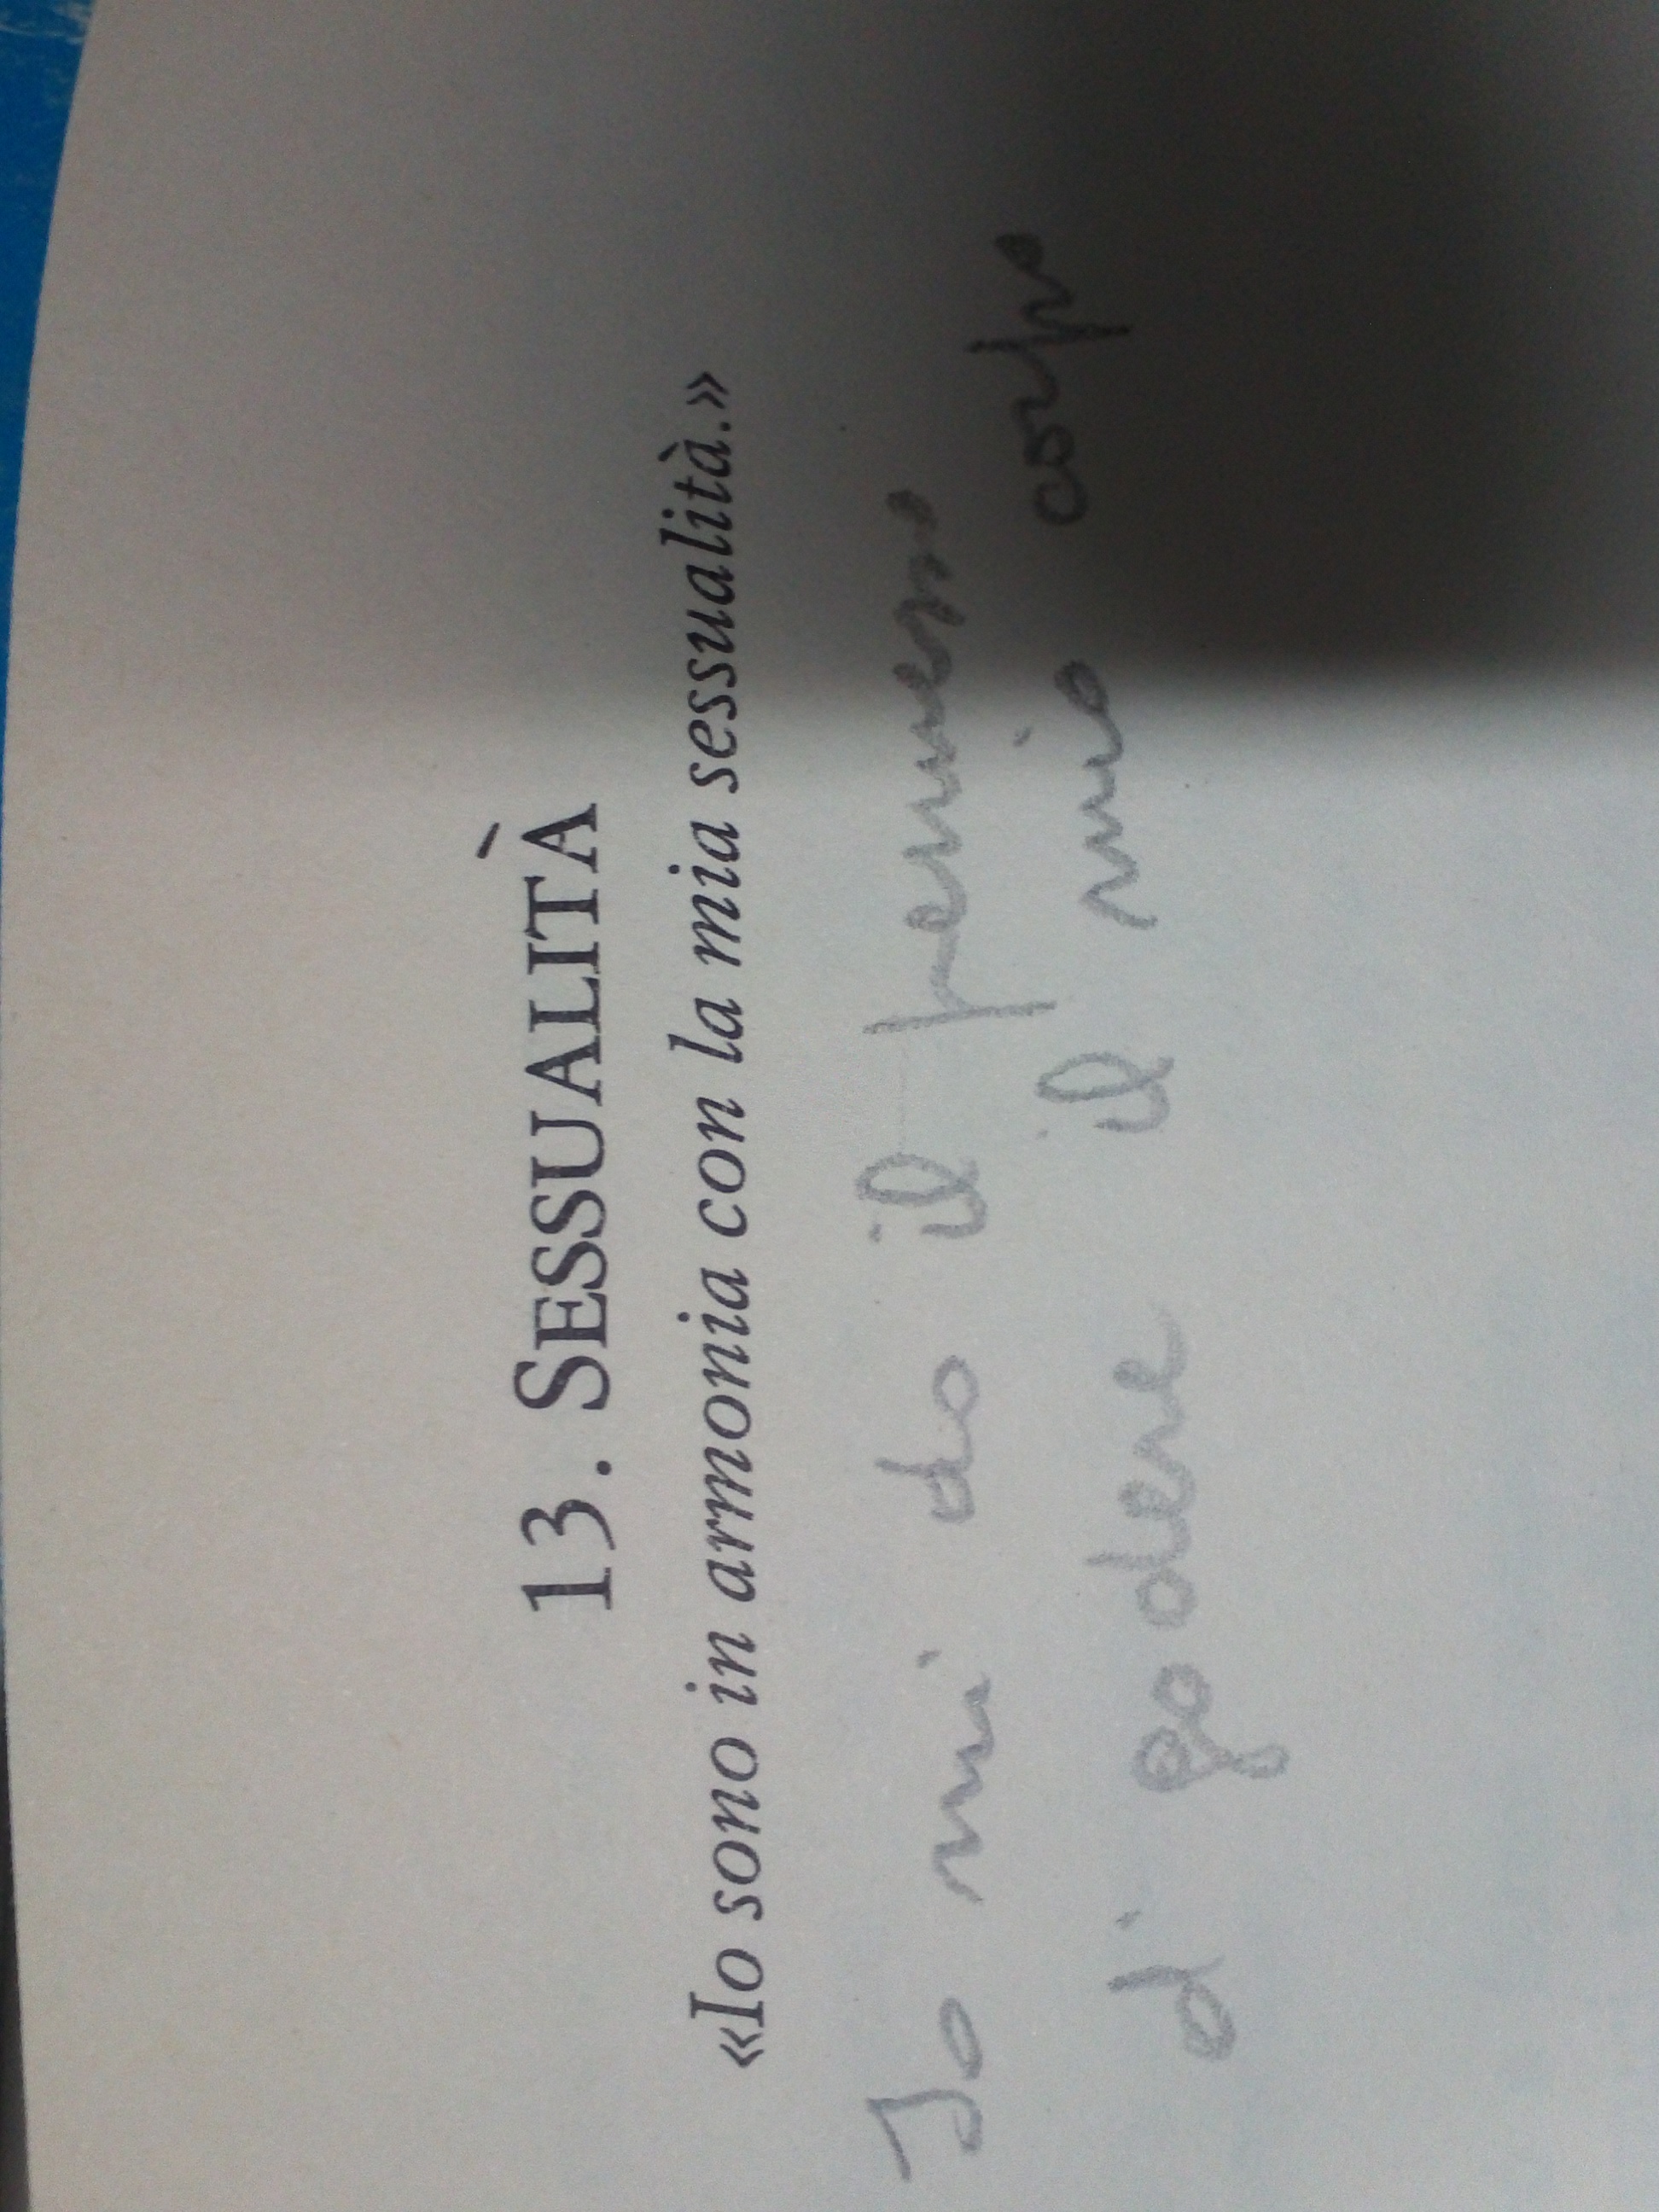 13. SESSUALITÀ
«Io sono in armonia con la mia sessualità.»
Io mi do il permesso
di godere il mio corpo